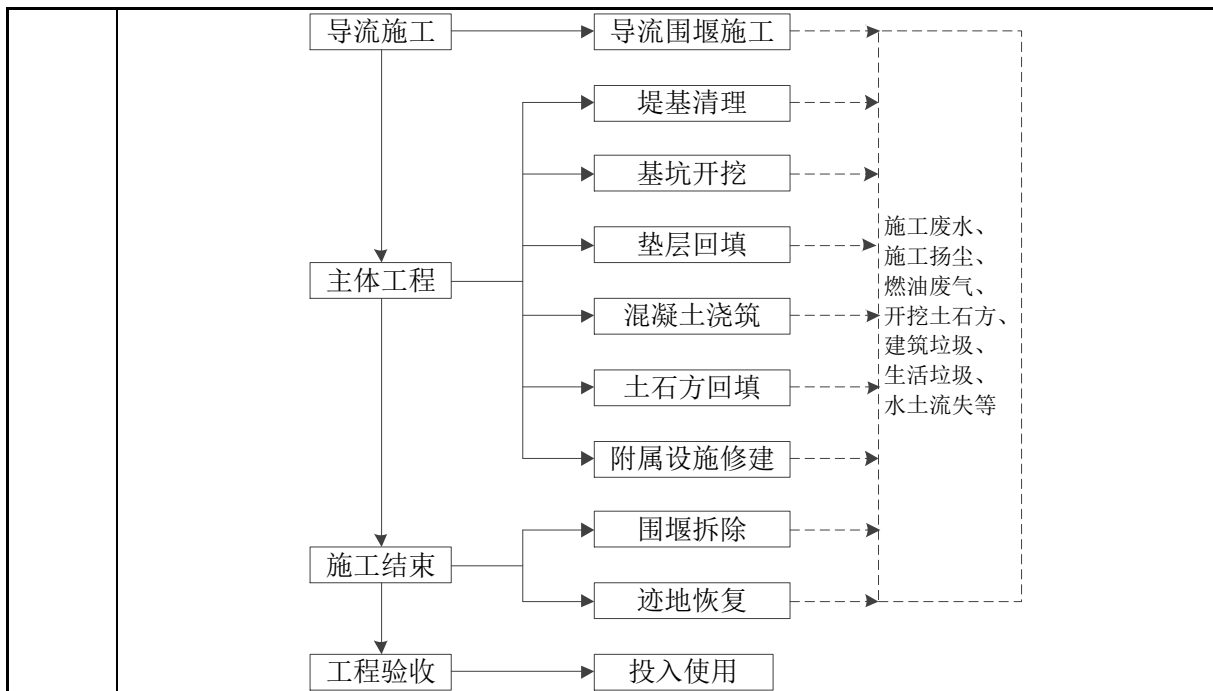 导流施工
导流围堰施工
堤基清理
基坑开挖
垫层回填
主体工程
混凝土浇筑
土石方回填
附属设施修建
施工废水、
施工扬尘、
燃油废气、
开挖土石方、
建筑垃圾、
生活垃圾、
水土流失等
围堰拆除
施工结束
迹地恢复
工程验收
投入使用